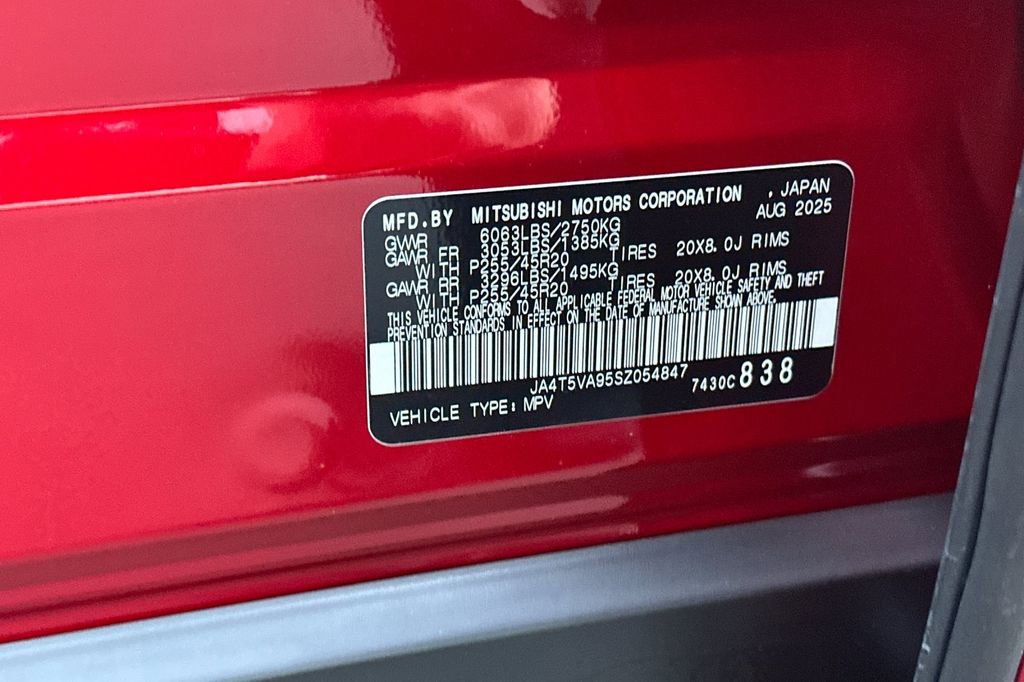 MFD.BY MITSUBISHI MOTORS CORPORATION , JAPAN
AUG 2025
GVWR 6063LBS/2750KG
GAWR FR 3053LBS/1385KG
WITH P255/45R20 TIRES 20X8.0J RIMS
GAWR RR 3296LBS/1495KG
WITH P255/45R20 TIRES 20X8.0J RIMS
THIS VEHICLE CONFORMS TO ALL APPLICABLE FEDERAL MOTOR VEHICLE SAFETY AND THEFT
PREVENTION STANDARDS IN EFFECT ON THE DATE OF MANUFACTURE SHOWN ABOVE.
JA4T5VA95SZ054847 7430C 838
VEHICLE TYPE: MPV